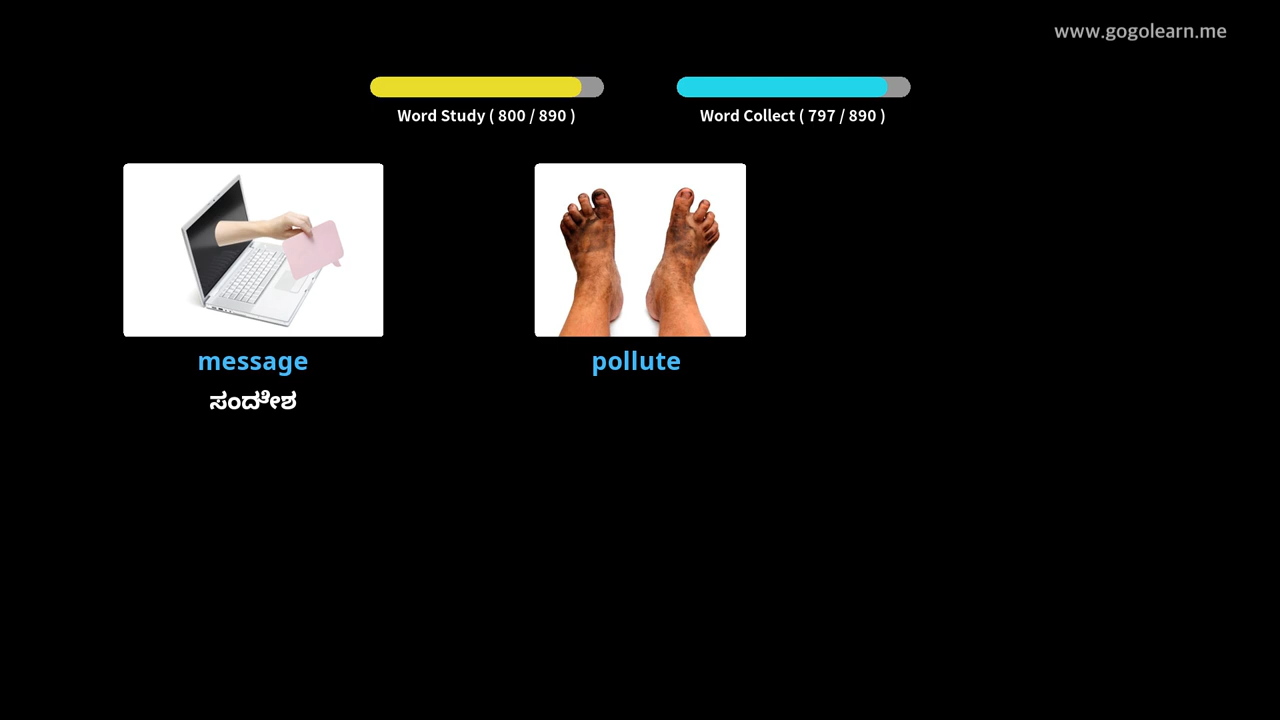 www.gogolearn.me
Word Study ( 800 / 890 )
Word Collect ( 797 / 890 )
message
ಸಂದೇಶ
pollute